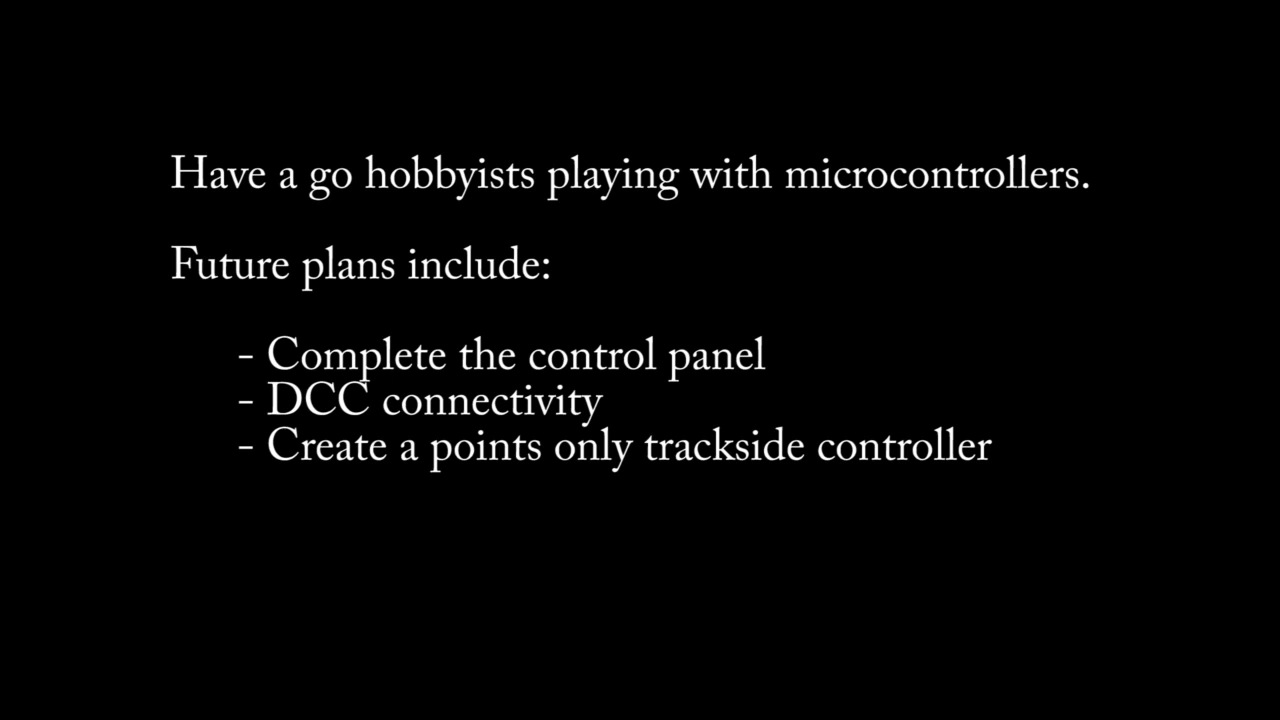 Have a go hobbyists playing with microcontrollers.
Future plans include:
- Complete the control panel
- DCC connectivity
- Create a points only trackside controller